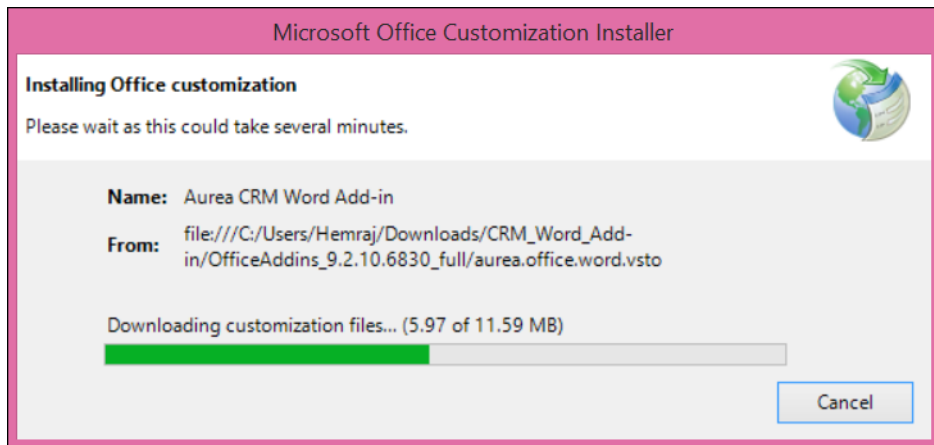 Microsoft Office Customization Installer
Installing Office customization
Please wait as this could take several minutes.
Name: Aurea CRM Word Add-in
From: file:///C:/Users/Hemraj/Downloads/CRM_Word_Add-
in/OfficeAddins_9.2.10.6830_full/aurea.office.word.vsto
Downloading customization files... (5.97 of 11.59 MB)
Cancel